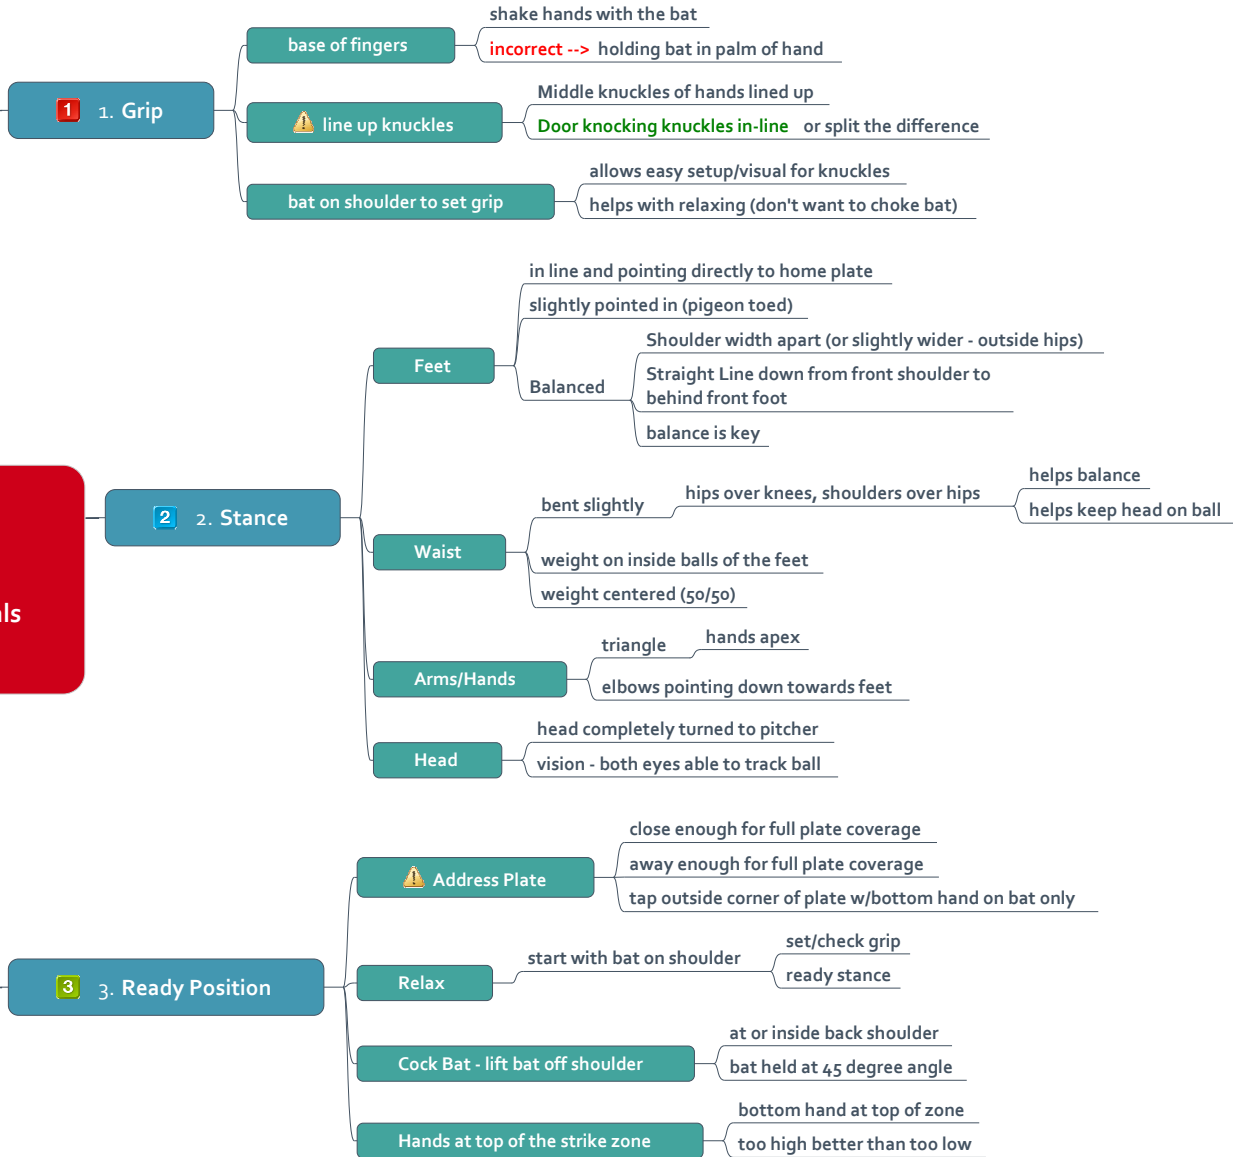 1 1. Grip
base of fingers
shake hands with the bat
incorrect --> holding bat in palm of hand
line up knuckles
Middle knuckles of hands lined up
Door knocking knuckles in-line or split the difference
bat on shoulder to set grip
allows easy setup/visual for knuckles
helps with relaxing (don't want to choke bat)
als
2 2. Stance
Feet
in line and pointing directly to home plate
slightly pointed in (pigeon toed)
Balanced
Shoulder width apart (or slightly wider - outside hips)
Straight Line down from front shoulder to
behind front foot
balance is key
Waist
bent slightly
hips over knees, shoulders over hips
helps balance
helps keep head on ball
weight on inside balls of the feet
weight centered (50/50)
Arms/Hands
triangle
hands apex
elbows pointing down towards feet
Head
head completely turned to pitcher
vision - both eyes able to track ball
3 3. Ready Position
Address Plate
close enough for full plate coverage
away enough for full plate coverage
tap outside corner of plate w/bottom hand on bat only
Relax
start with bat on shoulder
set/check grip
ready stance
Cock Bat - lift bat off shoulder
at or inside back shoulder
bat held at 45 degree angle
Hands at top of the strike zone
bottom hand at top of zone
too high better than too low